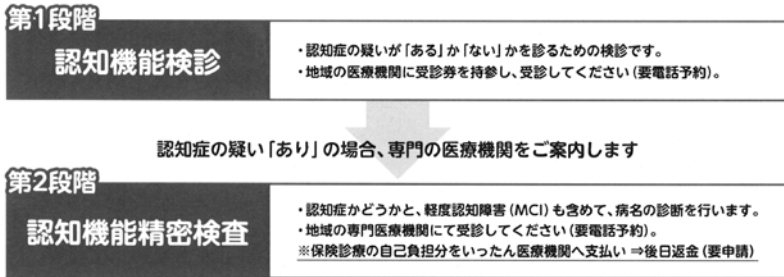 第1段階
認知機能検診
・認知症の疑いが「ある」か「ない」かを診るための検診です。
・地域の医療機関に受診券を持参し、受診してください(要電話予約)。
認知症の疑い「あり」の場合、専門の医療機関をご案内します
第2段階
認知機能精密検査
・認知症かどうかと、軽度認知障害(MCI)も含めて、病名の診断を行います。
・地域の専門医療機関にて受診してください(要電話予約)。
※保険診療の自己負担分をいったん医療機関へ支払い ⇒後日返金(要申請)